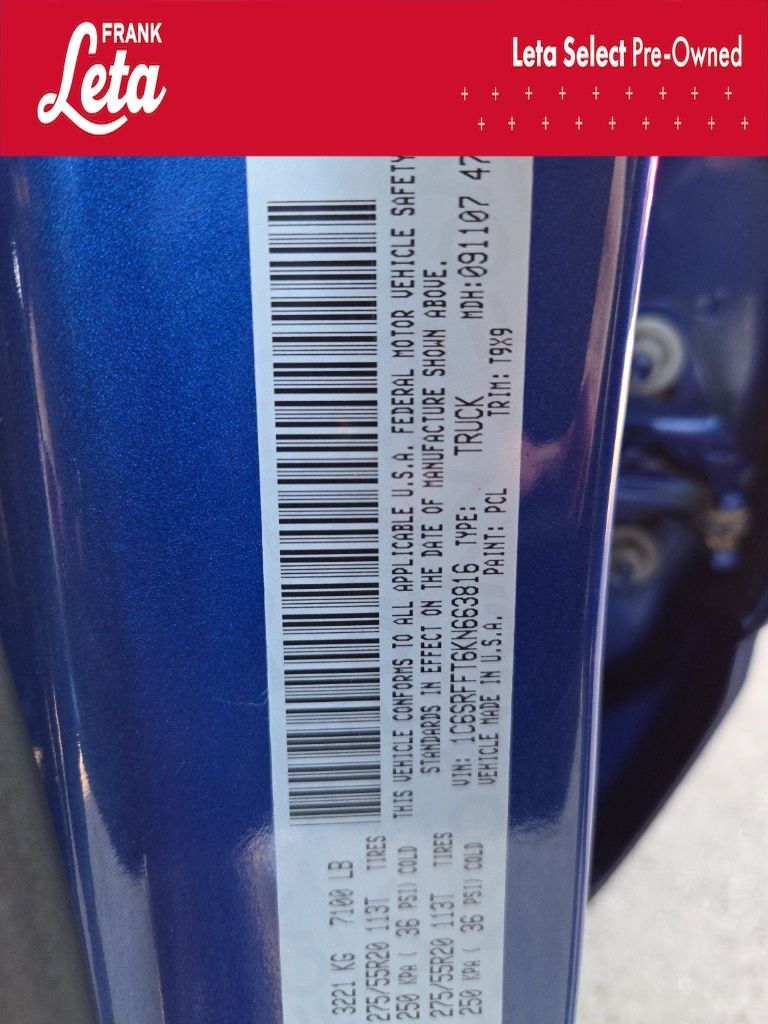 FRANK
Leta
Leta Select Pre-Owned
3221 KG 7100 LB
275/55R20 113T TIRES
250 KPA ( 36 PSI) COLD
275/55R20 113T TIRES
250 KPA ( 36 PSI) COLD
THIS VEHICLE CONFORMS TO ALL APPLICABLE U.S.A. FEDERAL MOTOR VEHICLE SAFETY
STANDARDS IN EFFECT ON THE DATE OF MANUFACTURE SHOWN ABOVE.
VIN: 1C6SRFFT6KN663816 TYPE: TRUCK MDH:091107 47
VEHICLE MADE IN U.S.A. PAINT: PCL TRIM: T9X9